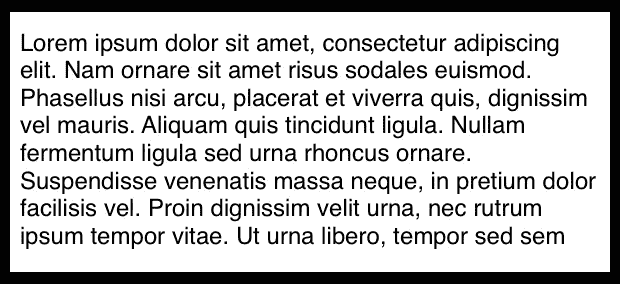 Lorem ipsum dolor sit amet, consectetur adipiscing
elit. Nam ornare sit amet risus sodales euismod.
Phasellus nisi arcu, placerat et viverra quis, dignissim
vel mauris. Aliquam quis tincidunt ligula. Nullam
fermentum ligula sed urna rhoncus ornare.
Suspendisse venenatis massa neque, in pretium dolor
facilisis vel. Proin dignissim velit urna, nec rutrum
ipsum tempor vitae. Ut urna libero, tempor sed sem